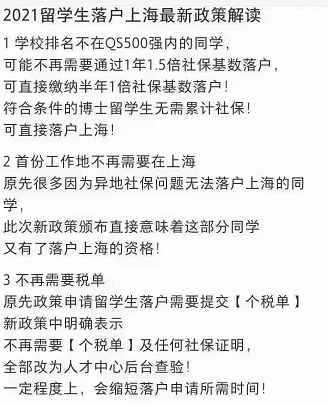 2021留学生落户上海最新政策解读
1 学校排名不在QS500强内的同学，
可能不再需要通过1年1.5倍社保基数落户，
可直接缴纳半年1倍社保基数落户！
符合条件的博士留学生无需累计社保！
可直接落户上海！
2 首份工作地不再需要在上海
原先很多因为异地社保问题无法落户上海的同
学，
此次新政策颁布直接意味着这部分同学
又有了落户上海的资格！
3 不再需要税单
原先政策申请留学生落户需要提交【个税单】
新政策中明确表示
不再需要【个税单】及任何社保证明，
全部改为人才中心后台查验！
一定程度上，会缩短落户申请所需时间！